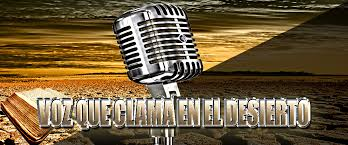 VOZ QUE CLAMA EN EL DESIERTO